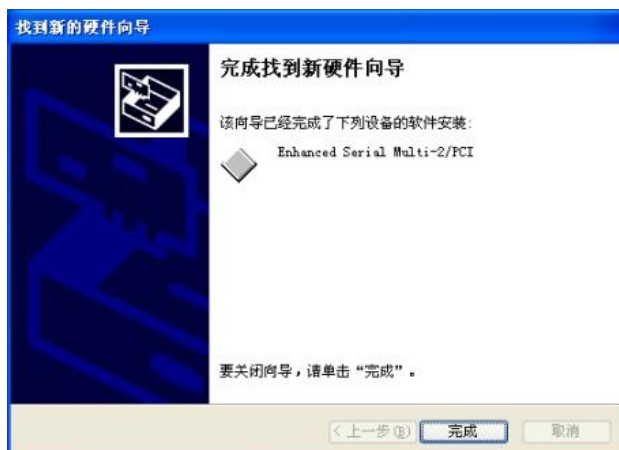 找到新的硬件向导
完成找到新硬件向导
该向导已经完成了下列设备的软件安装:
Enhanced Serial Multi-2/PCI
要关闭向导，请单击“完成”。
<上一步(B)
完成
取消